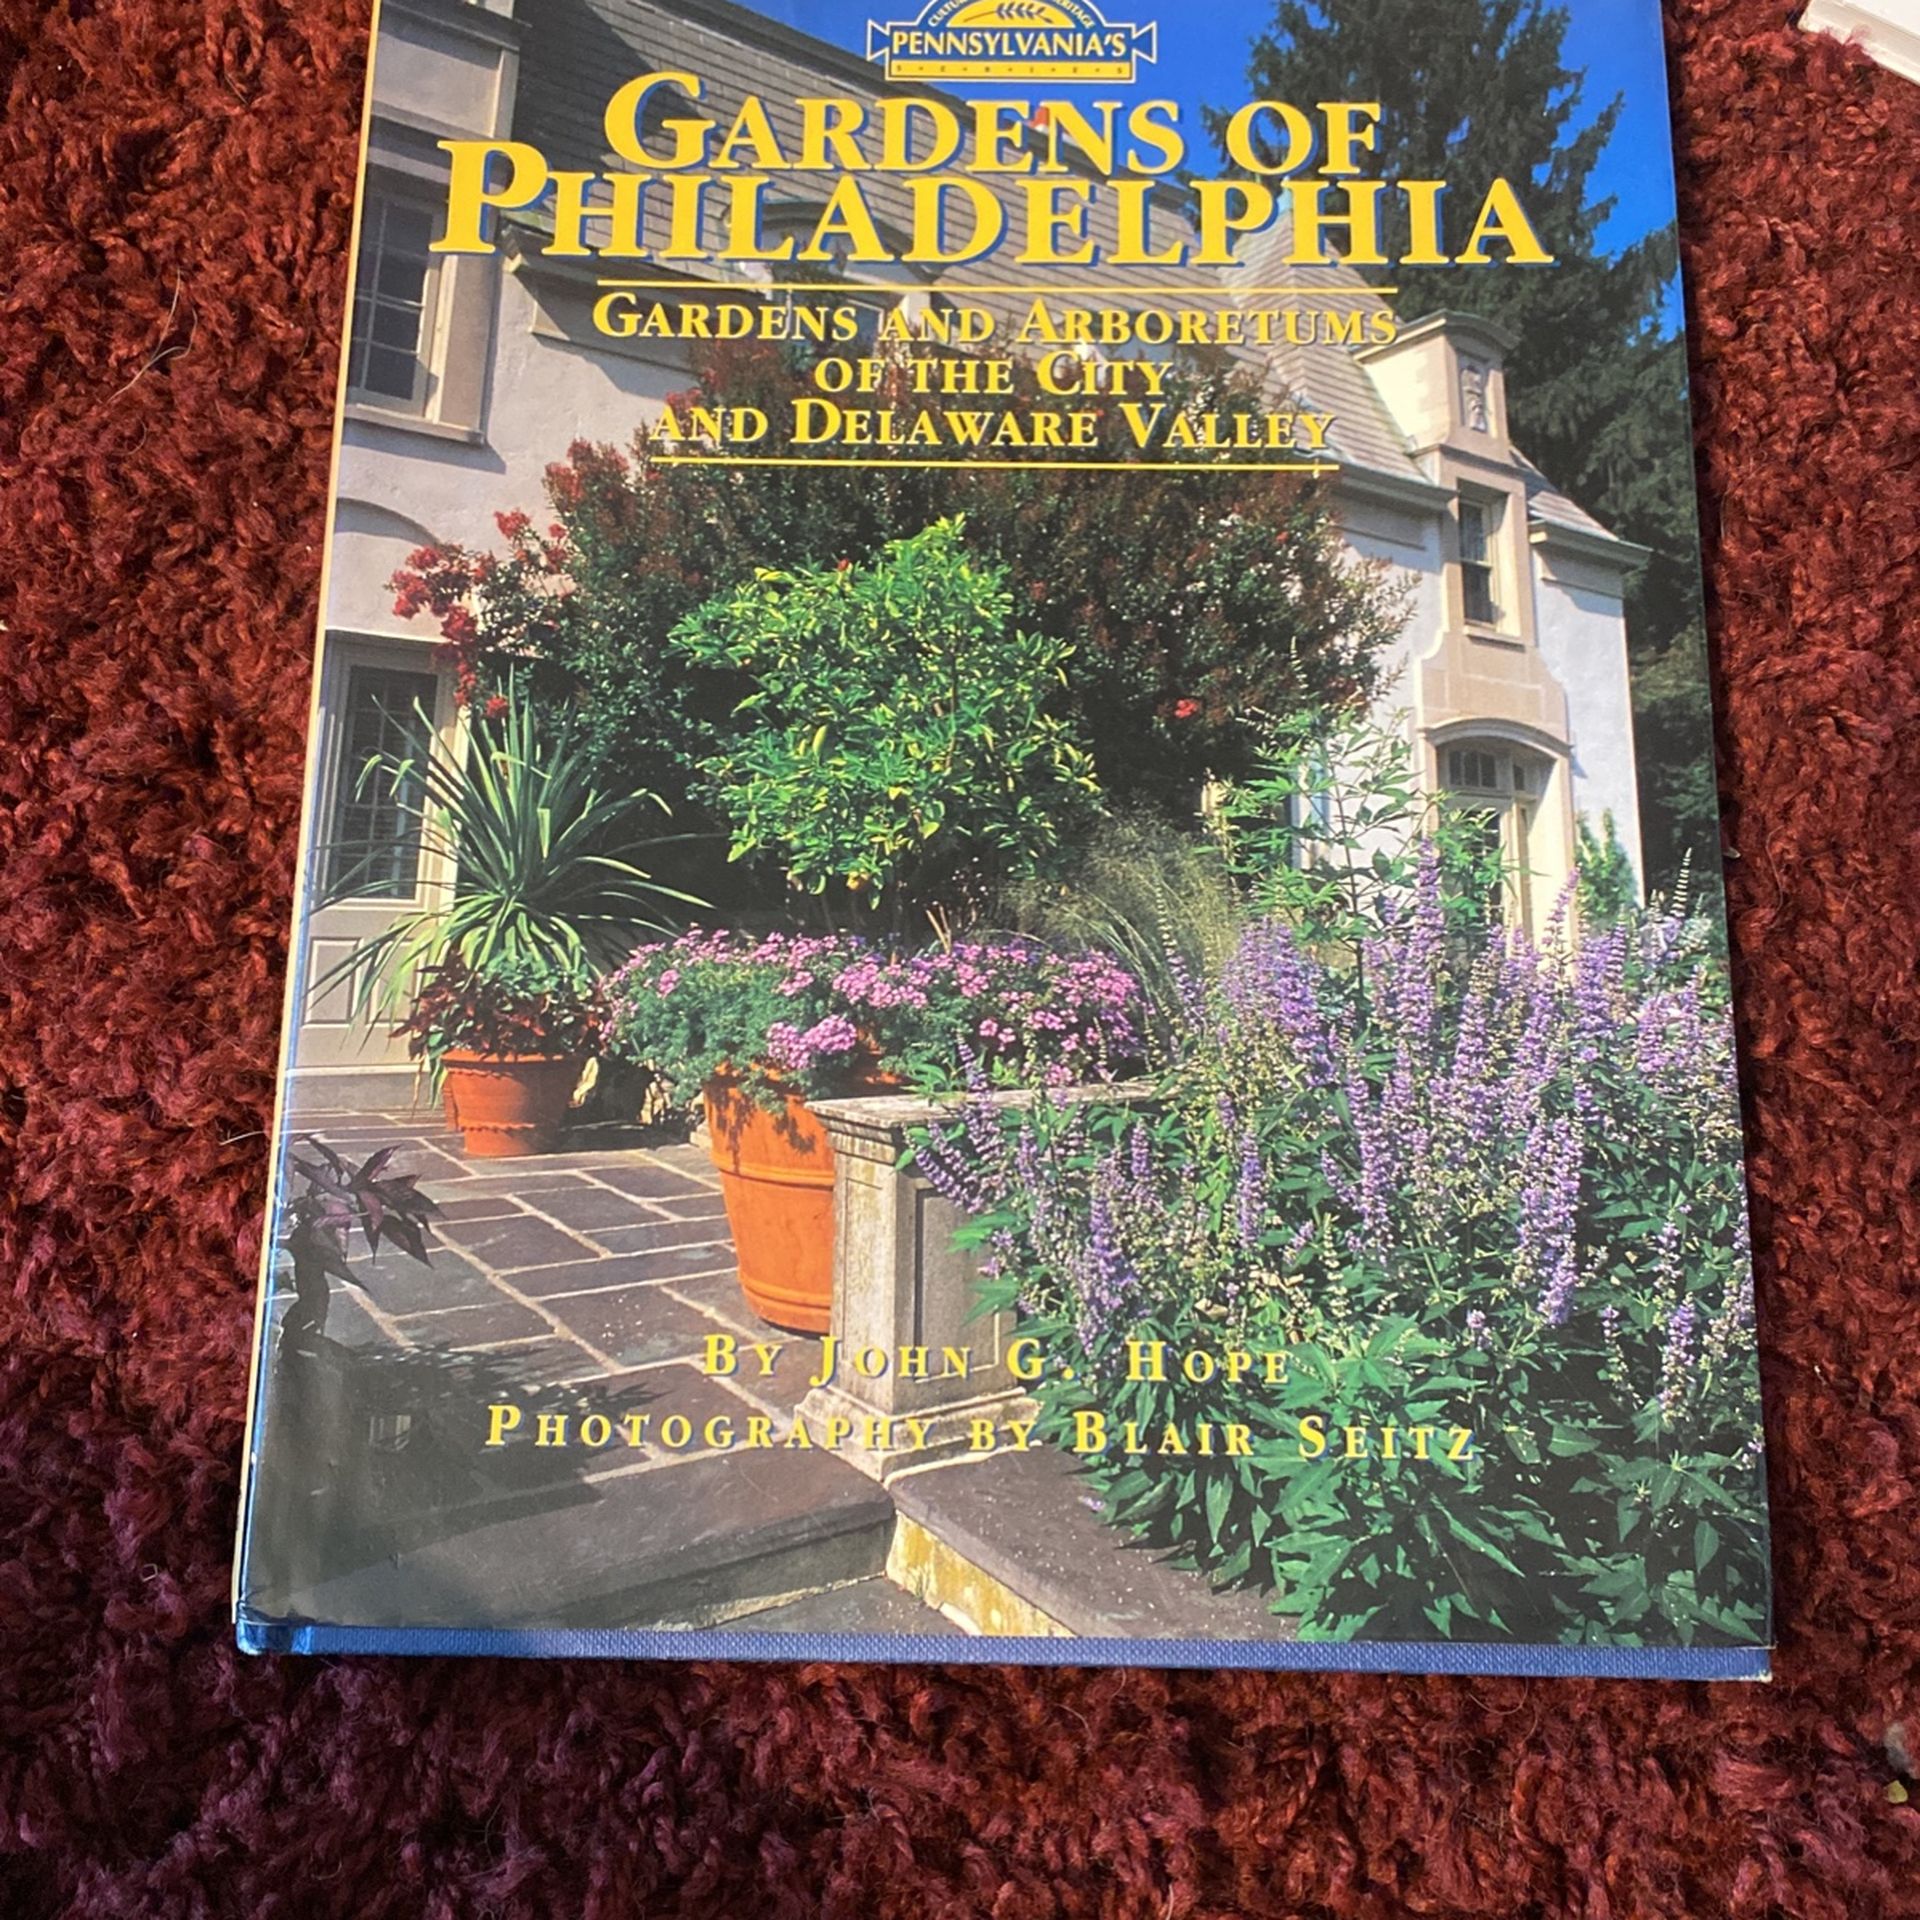 PENNSYLVANIA'S
SERIES
GARDENS OF
PHILADELPHIA
GARDENS AND ARBORETUMS
OF THE CITY
AND DELAWARE VALLEY
BY JOHN G. HOPE
PHOTOGRAPHY BY BLAIR SEITZ